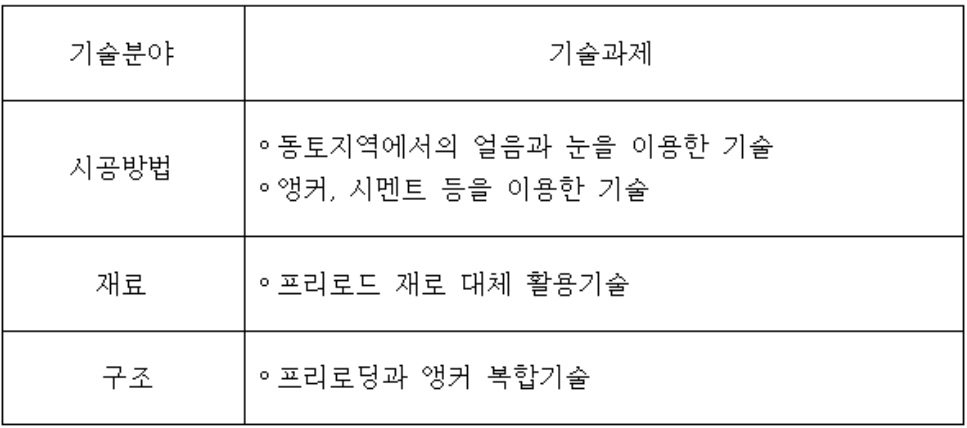 기술분야 기술과제
시공방법
∘동토지역에서의 얼음과 눈을 이용한 기술
∘앵커, 시멘트 등을 이용한 기술
재료 ∘프리로드 재로 대체 활용기술
구조 ∘프리로딩과 앵커 복합기술